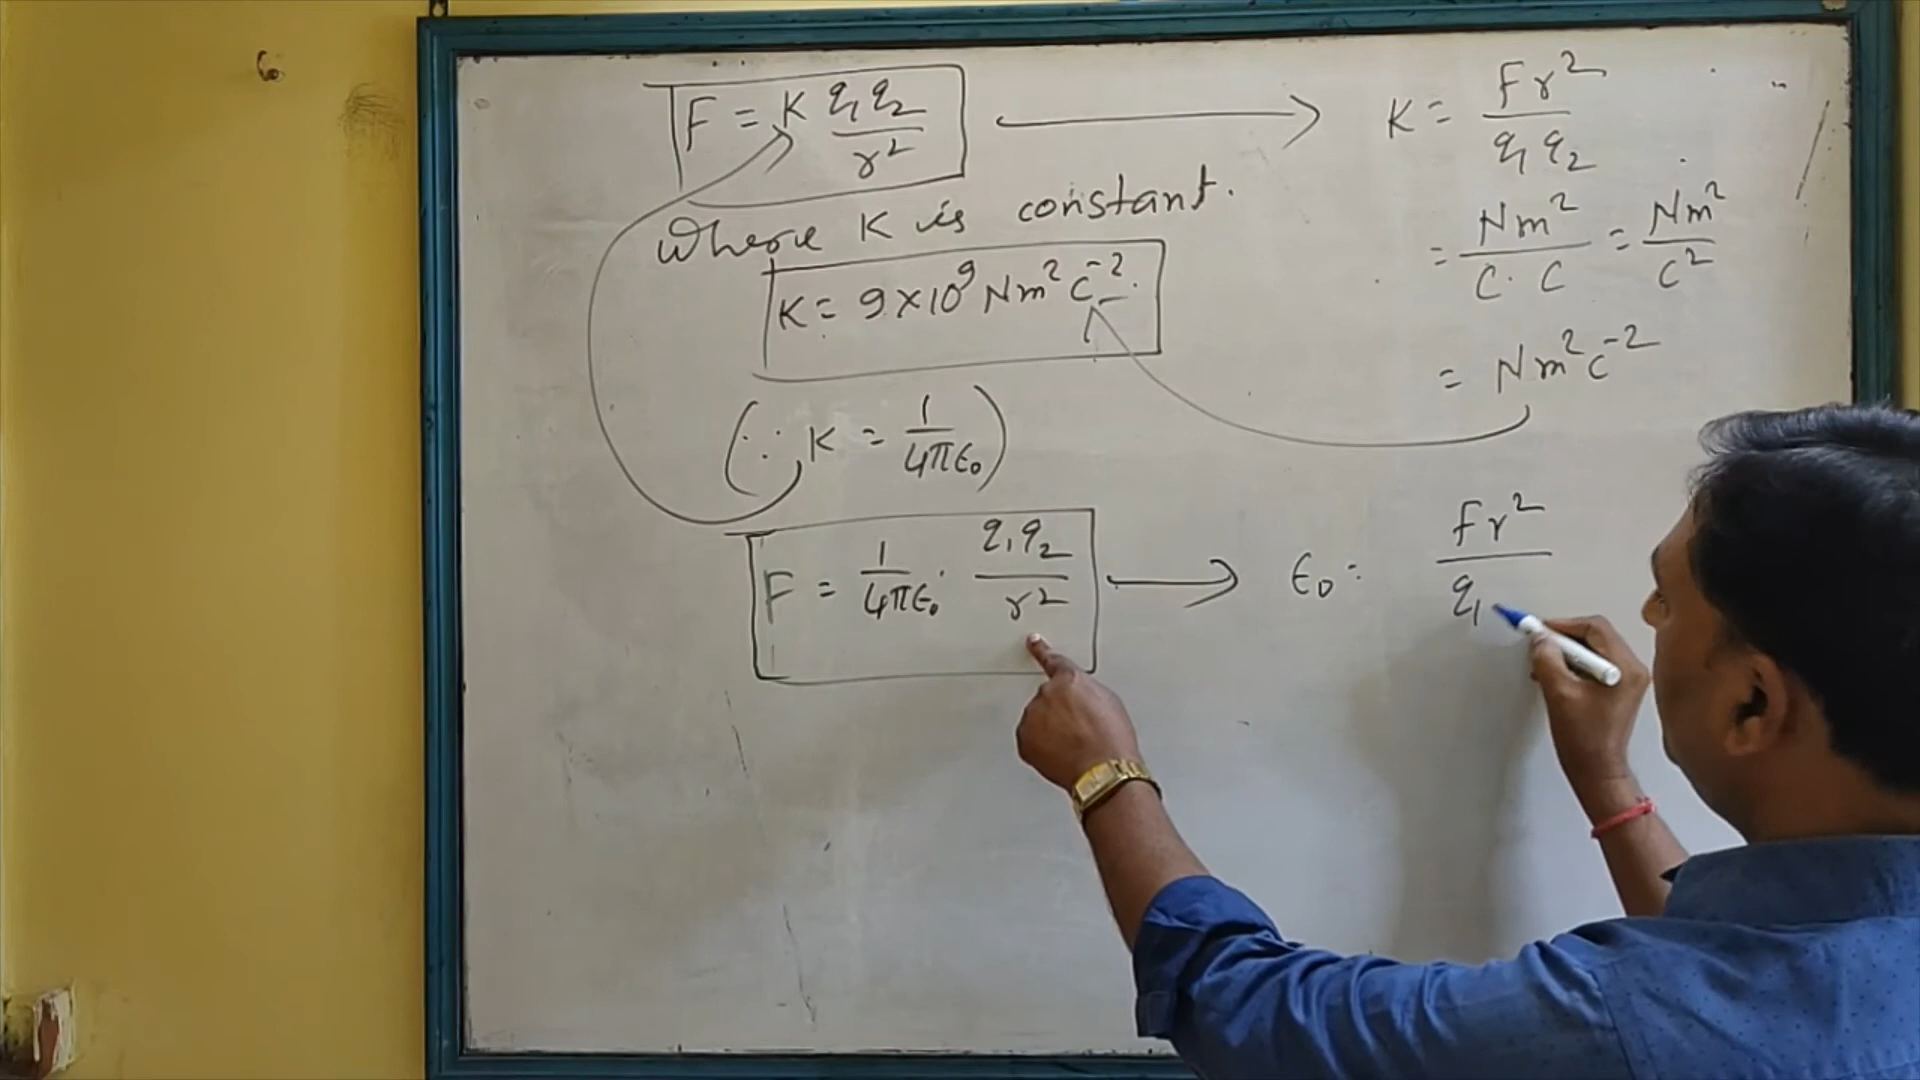 F = K q₁q₂/r² ⟶ K = Fr²/q₁q₂
where K is constant.
= Nm²/C·C = Nm²/C²
K = 9×10⁹ Nm²C⁻².
= Nm²C⁻²
(∵ K = 1/4πϵ₀)
F = 1/4πϵ₀ · q₁q₂/r² ⟶ ϵ₀ = Fr²/q₁